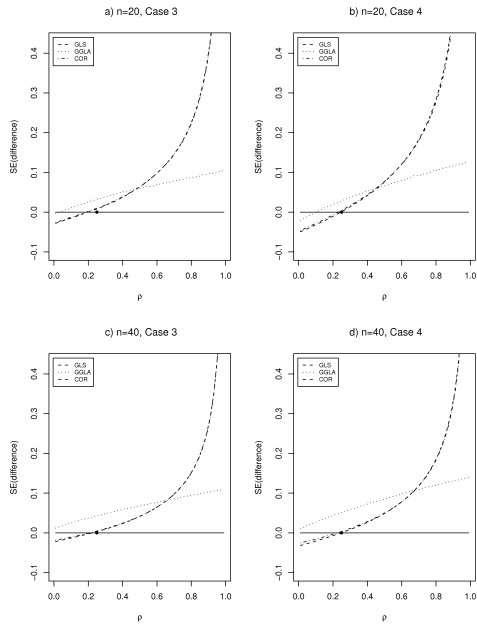 a) n=20, Case 3
GLS
GGLA
COR
SE(difference)
−0.1 0.0 0.1 0.2 0.3 0.4
0.0 0.2 0.4 0.6 0.8 1.0
ρ
b) n=20, Case 4
GLS
GGLA
COR
SE(difference)
−0.1 0.0 0.1 0.2 0.3 0.4
0.0 0.2 0.4 0.6 0.8 1.0
ρ
c) n=40, Case 3
GLS
GGLA
COR
SE(difference)
−0.1 0.0 0.1 0.2 0.3 0.4
0.0 0.2 0.4 0.6 0.8 1.0
ρ
d) n=40, Case 4
GLS
GGLA
COR
SE(difference)
−0.1 0.0 0.1 0.2 0.3 0.4
0.0 0.2 0.4 0.6 0.8 1.0
ρ